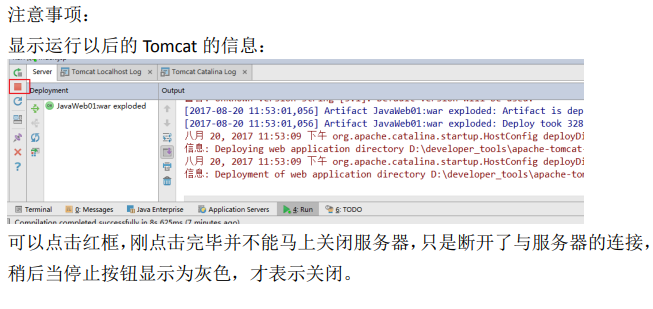 注意事项：
显示运行以后的 Tomcat 的信息：
Server Tomcat Localhost Log Tomcat Catalina Log
Deployment Output
JavaWeb01:war exploded
[2017-08-20 11:53:01,056] Artifact JavaWeb01:war exploded: Artifact is dep
[2017-08-20 11:53:01,056] Artifact JavaWeb01:war exploded: Deploy took 328
八月 20, 2017 11:53:09 下午 org.apache.catalina.startup.HostConfig deployDi
信息: Deploying web application directory D:\developer_tools\apache-tomcat-
八月 20, 2017 11:53:09 下午 org.apache.catalina.startup.HostConfig deployDi
信息: Deployment of web application directory D:\developer_tools\apache-tom
Terminal 0: Messages Java Enterprise Application Servers 4: Run 6: TODO
Compilation completed successfully in 8s 625ms (7 minutes ago)
可以点击红框，刚点击完毕并不能马上关闭服务器，只是断开了与服务器的连接，
稍后当停止按钮显示为灰色，才表示关闭。